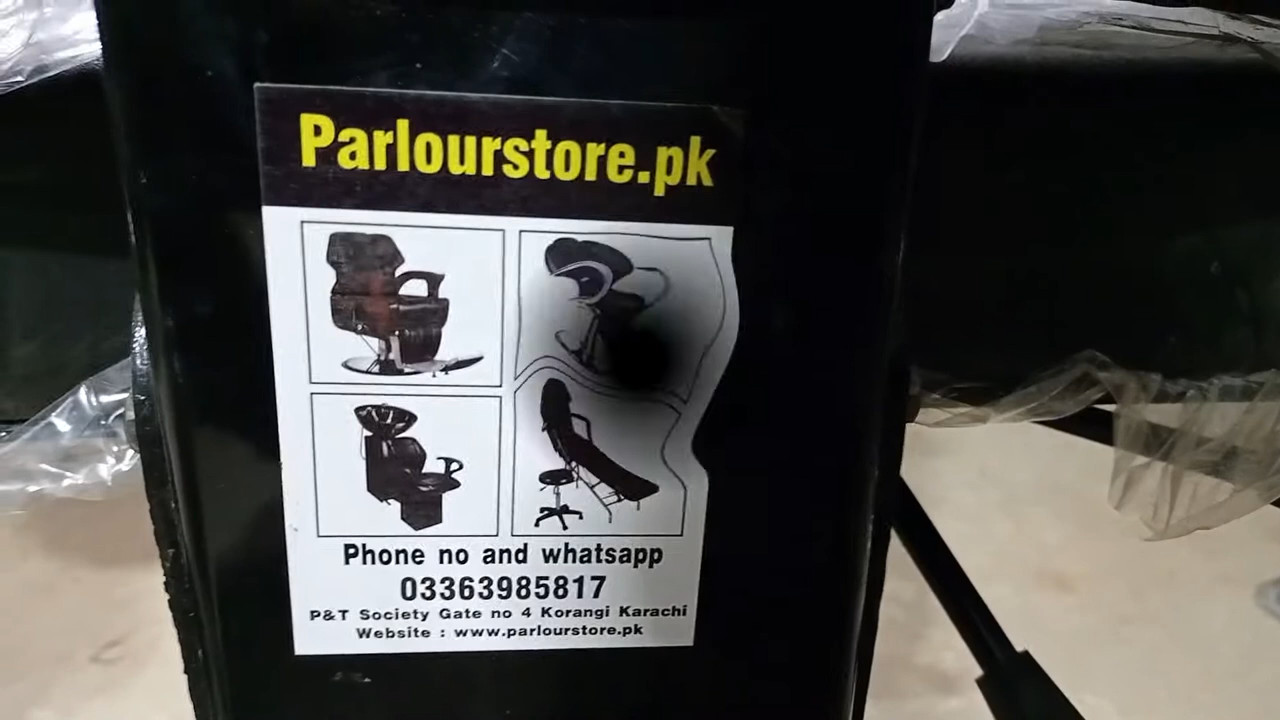 Parlourstore.pk
Phone no and whatsapp
03363985817
P&T Society Gate no 4 Korangi Karachi
Website : www.parlourstore.pk